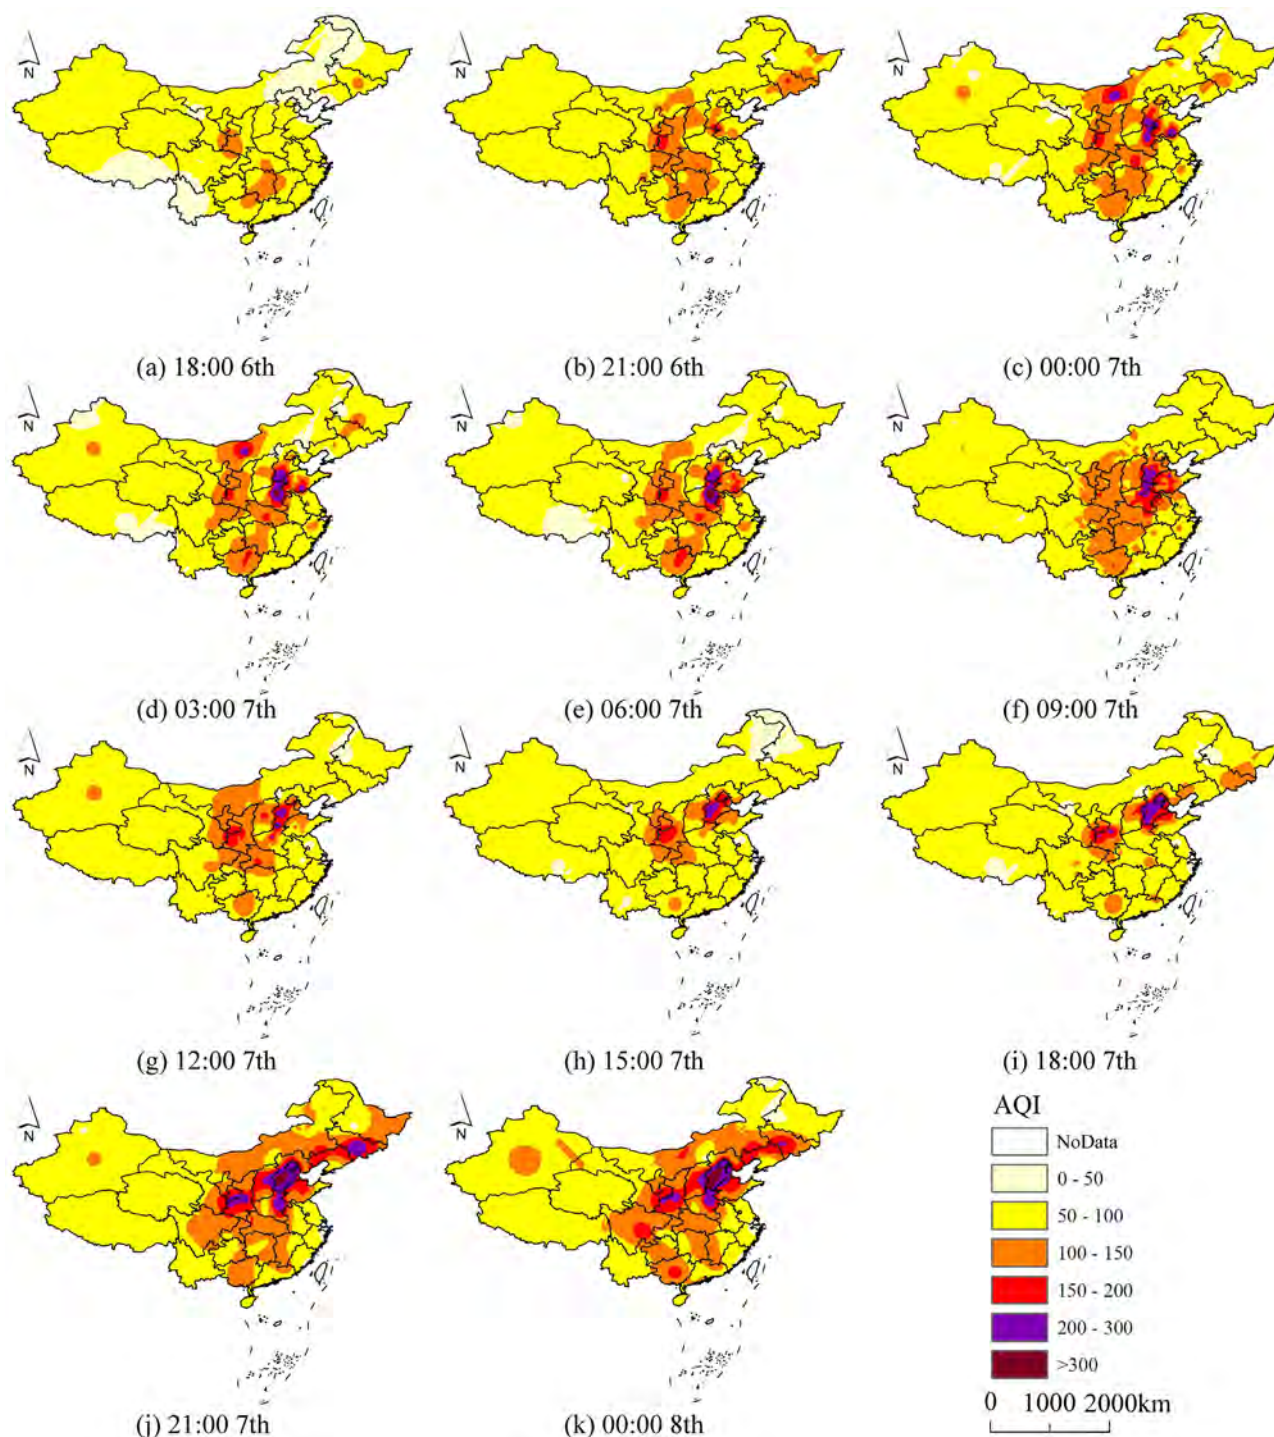 N
N
N
(a) 18:00 6th
(b) 21:00 6th
(c) 00:00 7th
N
N
N
(d) 03:00 7th
(e) 06:00 7th
(f) 09:00 7th
N
N
N
(g) 12:00 7th
(h) 15:00 7th
(i) 18:00 7th
N
N
AQI
NoData
0 - 50
50 - 100
100 - 150
150 - 200
200 - 300
>300
0 1000 2000km
(j) 21:00 7th
(k) 00:00 8th